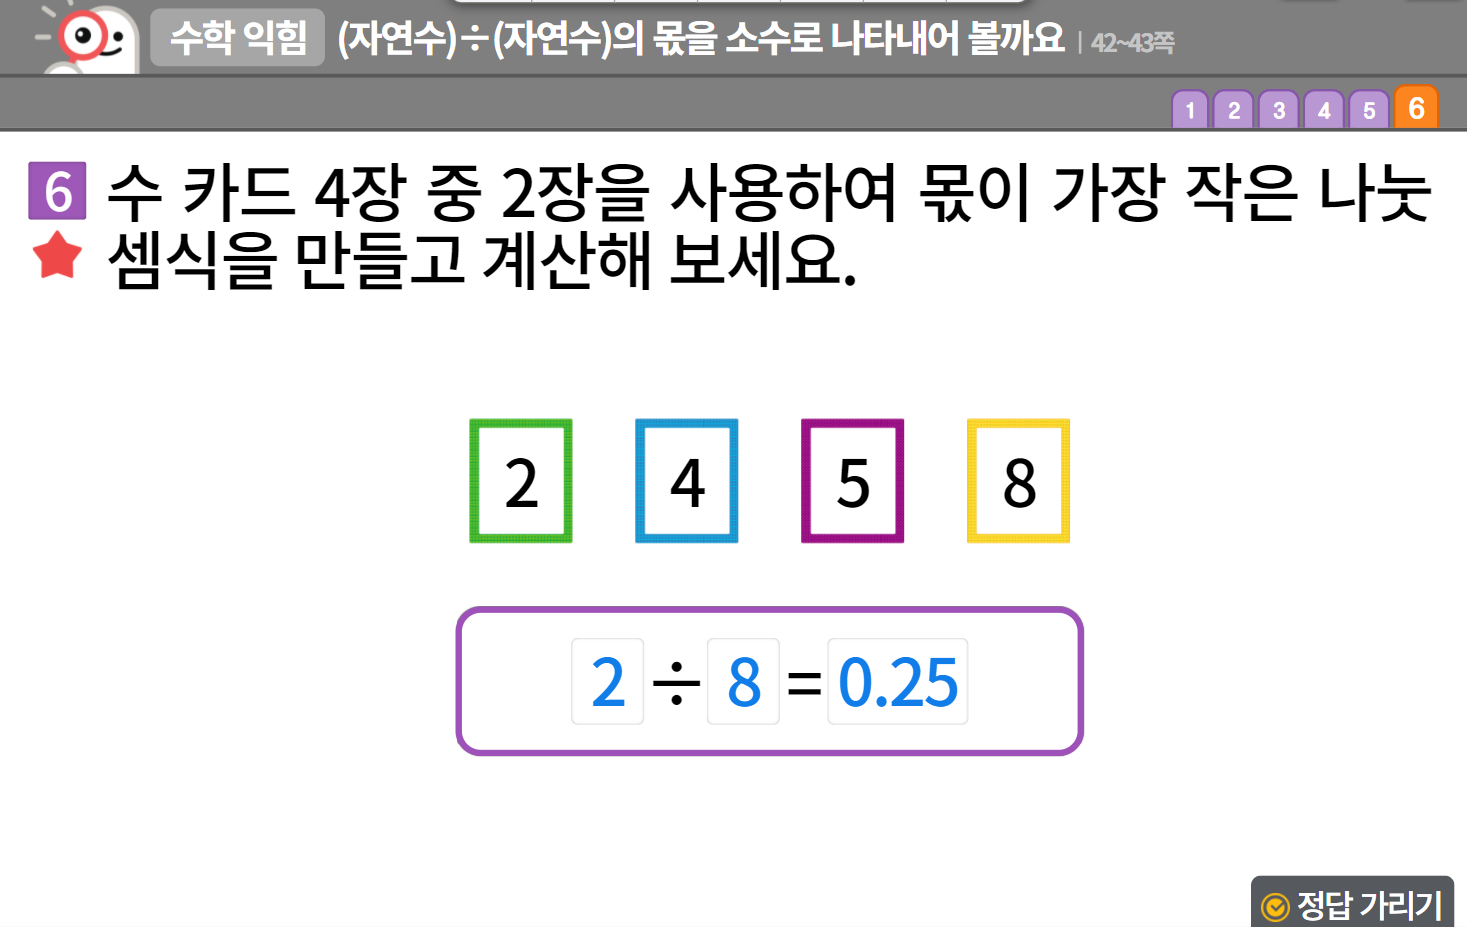 수학 익힘 (자연수)÷(자연수)의 몫을 소수로 나타내어 볼까요 | 42~43쪽
1 2 3 4 5 6
6 수 카드 4장 중 2장을 사용하여 몫이 가장 작은 나눗
셈식을 만들고 계산해 보세요.
2 4 5 8
2 ÷ 8 = 0.25
정답 가리기